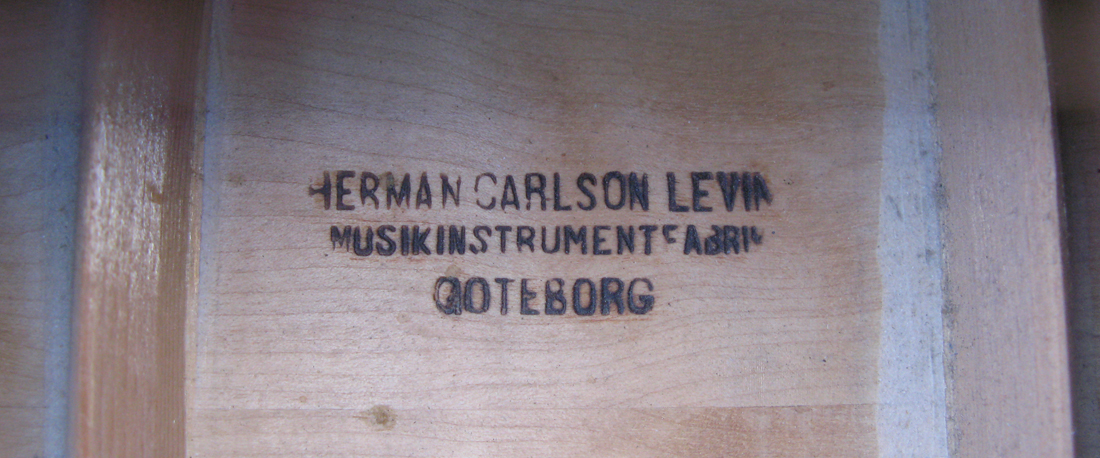 HERMAN CARLSON LEVIN
MUSIKINSTRUMENTFABRIK
GOTEBORG